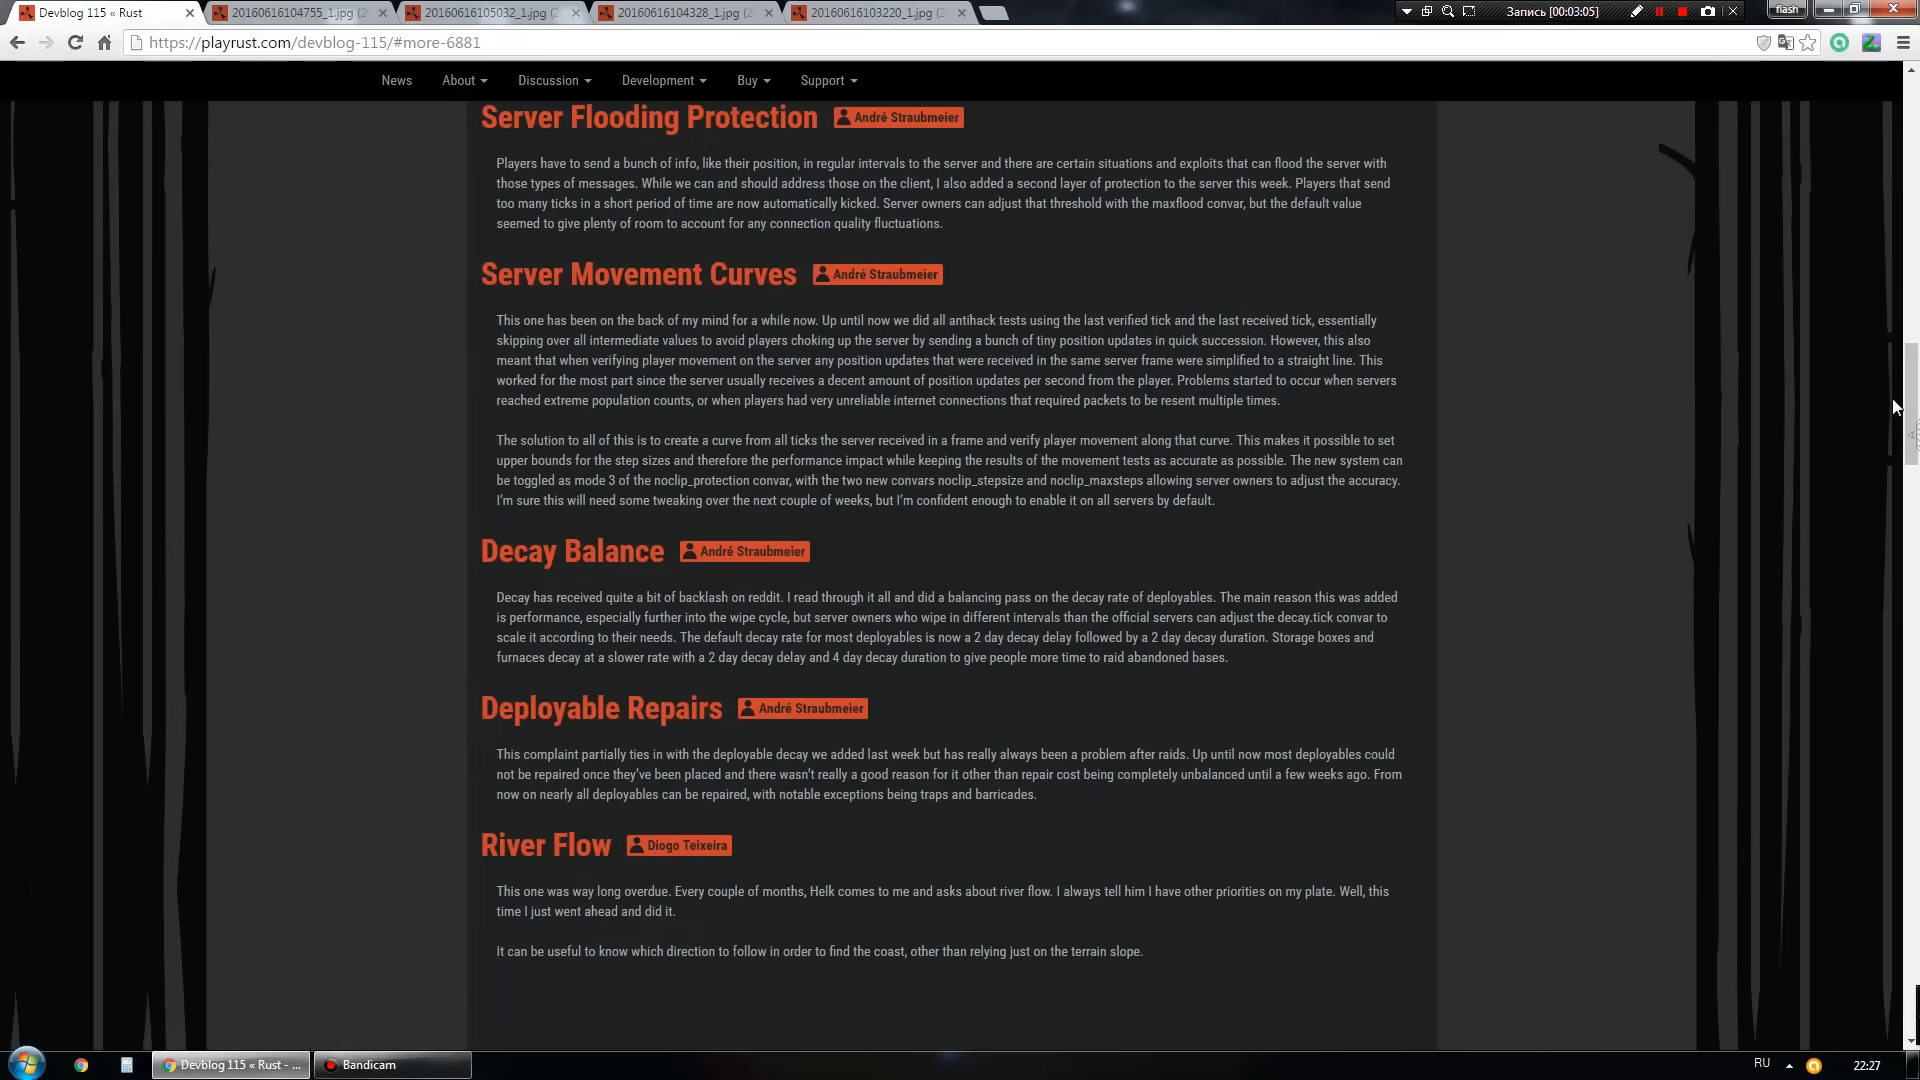 Devblog 115 « Rust
20160616104755_1.jpg (2
20160616105032_1.jpg (2
20160616104328_1.jpg (2
20160616103220_1.jpg (2
Запись [00:03:05]
flash
https://playrust.com/devblog-115/#more-6881
News About Discussion Development Buy Support
Server Flooding Protection André Straubmeier
Players have to send a bunch of info, like their position, in regular intervals to the server and there are certain situations and exploits that can flood the server with
those types of messages. While we can and should address those on the client, I also added a second layer of protection to the server this week. Players that send
too many ticks in a short period of time are now automatically kicked. Server owners can adjust that threshold with the maxflood convar, but the default value
seemed to give plenty of room to account for any connection quality fluctuations.
Server Movement Curves André Straubmeier
This one has been on the back of my mind for a while now. Up until now we did all antihack tests using the last verified tick and the last received tick, essentially
skipping over all intermediate values to avoid players choking up the server by sending a bunch of tiny position updates in quick succession. However, this also
meant that when verifying player movement on the server any position updates that were received in the same server frame were simplified to a straight line. This
worked for the most part since the server usually receives a decent amount of position updates per second from the player. Problems started to occur when servers
reached extreme population counts, or when players had very unreliable internet connections that required packets to be resent multiple times.
The solution to all of this is to create a curve from all ticks the server received in a frame and verify player movement along that curve. This makes it possible to set
upper bounds for the step sizes and therefore the performance impact while keeping the results of the movement tests as accurate as possible. The new system can
be toggled as mode 3 of the noclip_protection convar, with the two new convars noclip_stepsize and noclip_maxsteps allowing server owners to adjust the accuracy.
I'm sure this will need some tweaking over the next couple of weeks, but I'm confident enough to enable it on all servers by default.
Decay Balance André Straubmeier
Decay has received quite a bit of backlash on reddit. I read through it all and did a balancing pass on the decay rate of deployables. The main reason this was added
is performance, especially further into the wipe cycle, but server owners who wipe in different intervals than the official servers can adjust the decay.tick convar to
scale it according to their needs. The default decay rate for most deployables is now a 2 day decay delay followed by a 2 day decay duration. Storage boxes and
furnaces decay at a slower rate with a 2 day decay delay and 4 day decay duration to give people more time to raid abandoned bases.
Deployable Repairs André Straubmeier
This complaint partially ties in with the deployable decay we added last week but has really always been a problem after raids. Up until now most deployables could
not be repaired once they've been placed and there wasn't really a good reason for it other than repair cost being completely unbalanced until a few weeks ago. From
now on nearly all deployables can be repaired, with notable exceptions being traps and barricades.
River Flow Diogo Teixeira
This one was way long overdue. Every couple of months, Helk comes to me and asks about river flow. I always tell him I have other priorities on my plate. Well, this
time I just went ahead and did it.
It can be useful to know which direction to follow in order to find the coast, other than relying just on the terrain slope.
Devblog 115 « Rust - ...
Bandicam
RU
22:27